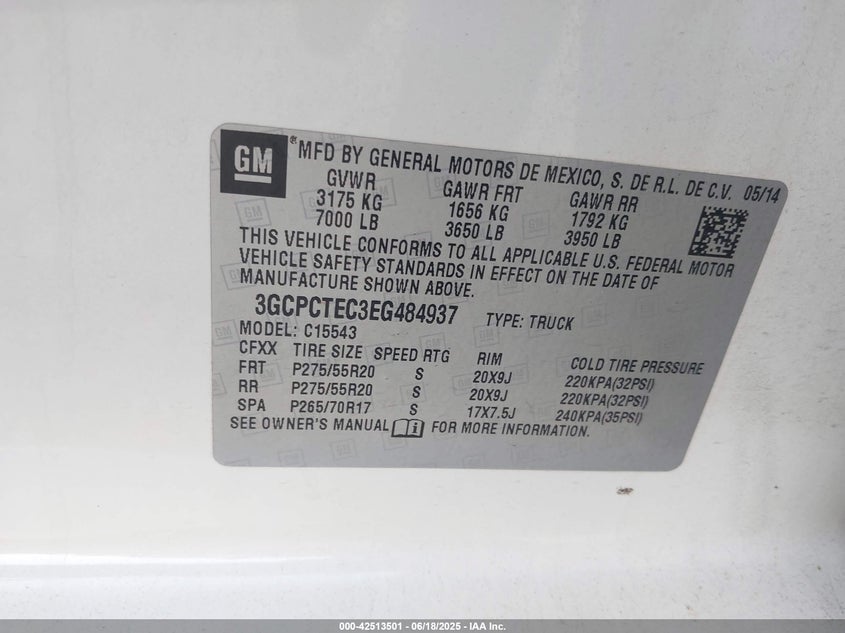 GM ® MFD BY GENERAL MOTORS DE MEXICO, S. DE R.L. DE C.V. 05/14
GVWR GAWR FRT GAWR RR
3175 KG 1656 KG 1792 KG
7000 LB 3650 LB 3950 LB
THIS VEHICLE CONFORMS TO ALL APPLICABLE U.S. FEDERAL MOTOR
VEHICLE SAFETY STANDARDS IN EFFECT ON THE DATE OF
MANUFACTURE SHOWN ABOVE.
3GCPCTEC3EG484937 TYPE: TRUCK
MODEL: C15543
CFXX TIRE SIZE SPEED RTG RIM COLD TIRE PRESSURE
FRT P275/55R20 S 20X9J 220KPA(32PSI)
RR P275/55R20 S 20X9J 220KPA(32PSI)
SPA P265/70R17 S 17X7.5J 240KPA(35PSI)
SEE OWNER'S MANUAL FOR MORE INFORMATION.
000-42513501 - 06/18/2025 - IAA Inc.